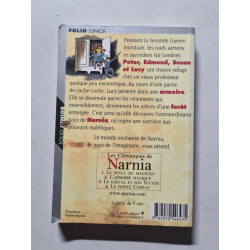 FOLIO JUNIOR
Pendant la Seconde Guerre
mondiale, les raids aériens
se succèdent sur Londres.
Peter, Edmund, Susan
et Lucy ont trouvé refuge
chez un vieux professeur
quelque peu excentrique. Au cours d'une partie
de cache-cache, Lucy pénètre dans une armoire.
Elle se dissimule parmi les vêtements qui,
insensiblement, deviennent les arbres d'une forêt
enneigée. C'est ainsi qu'elle découvre l'extraordinaire
pays de Narnia, où règne une sorcière aux
pouvoirs maléfiques...
Le monde enchanté de Narnia,
le pays de l'imaginaire, vous attend.
Les Chroniques de
Narnia
1. LE NEVEU DU MAGICIEN
2. L'ARMOIRE MAGIQUE
3. LE CHEVAL ET SON ÉCUYER
4. LE PRINCE CASPIAN
www.narnia.com
À partir de 9 ans
FOLIO JUNIOR